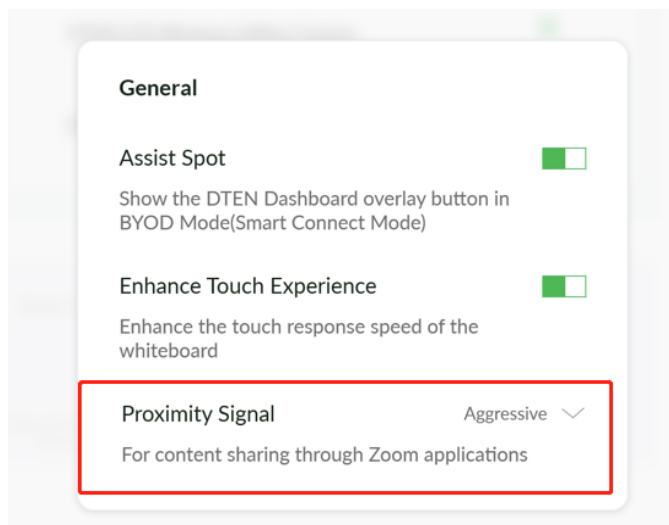 General
Assist Spot
Show the DTEN Dashboard overlay button in
BYOD Mode(Smart Connect Mode)
Enhance Touch Experience
Enhance the touch response speed of the
whiteboard
Proximity Signal Aggressive
For content sharing through Zoom applications